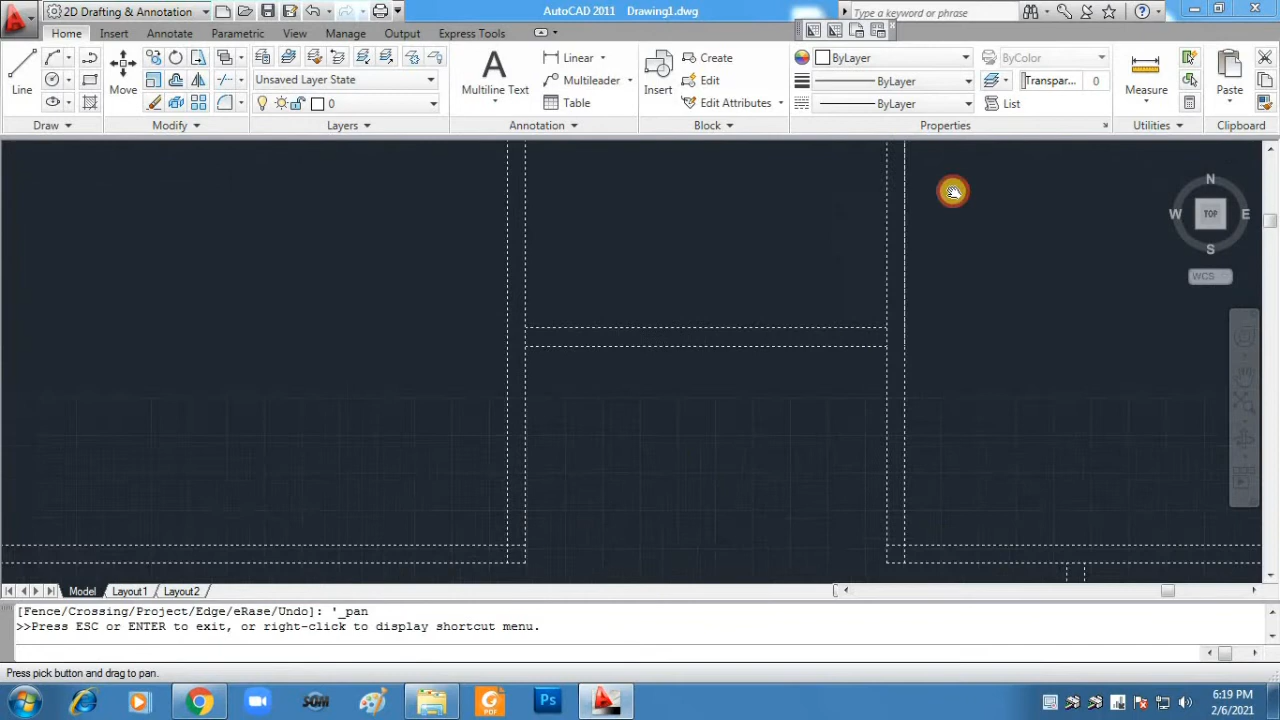 2D Drafting & Annotation
AutoCAD 2011 Drawing1.dwg
Type a keyword or phrase
Home Insert Annotate Parametric View Manage Output Express Tools
Line
Move
Unsaved Layer State
0
Multiline Text
Linear
Multileader
Table
Insert
Create
Edit
Edit Attributes
ByLayer
ByLayer
ByLayer
ByColor
Transpar... 0
List
Measure
Paste
Draw Modify Layers Annotation Block Properties Utilities Clipboard
N
W TOP E
S
WCS
Model Layout1 Layout2
[Fence/Crossing/Project/Edge/eRase/Undo]: '_pan
>>Press ESC or ENTER to exit, or right-click to display shortcut menu.
Press pick button and drag to pan.
SOM
PDF
Ps
6:19 PM
2/6/2021